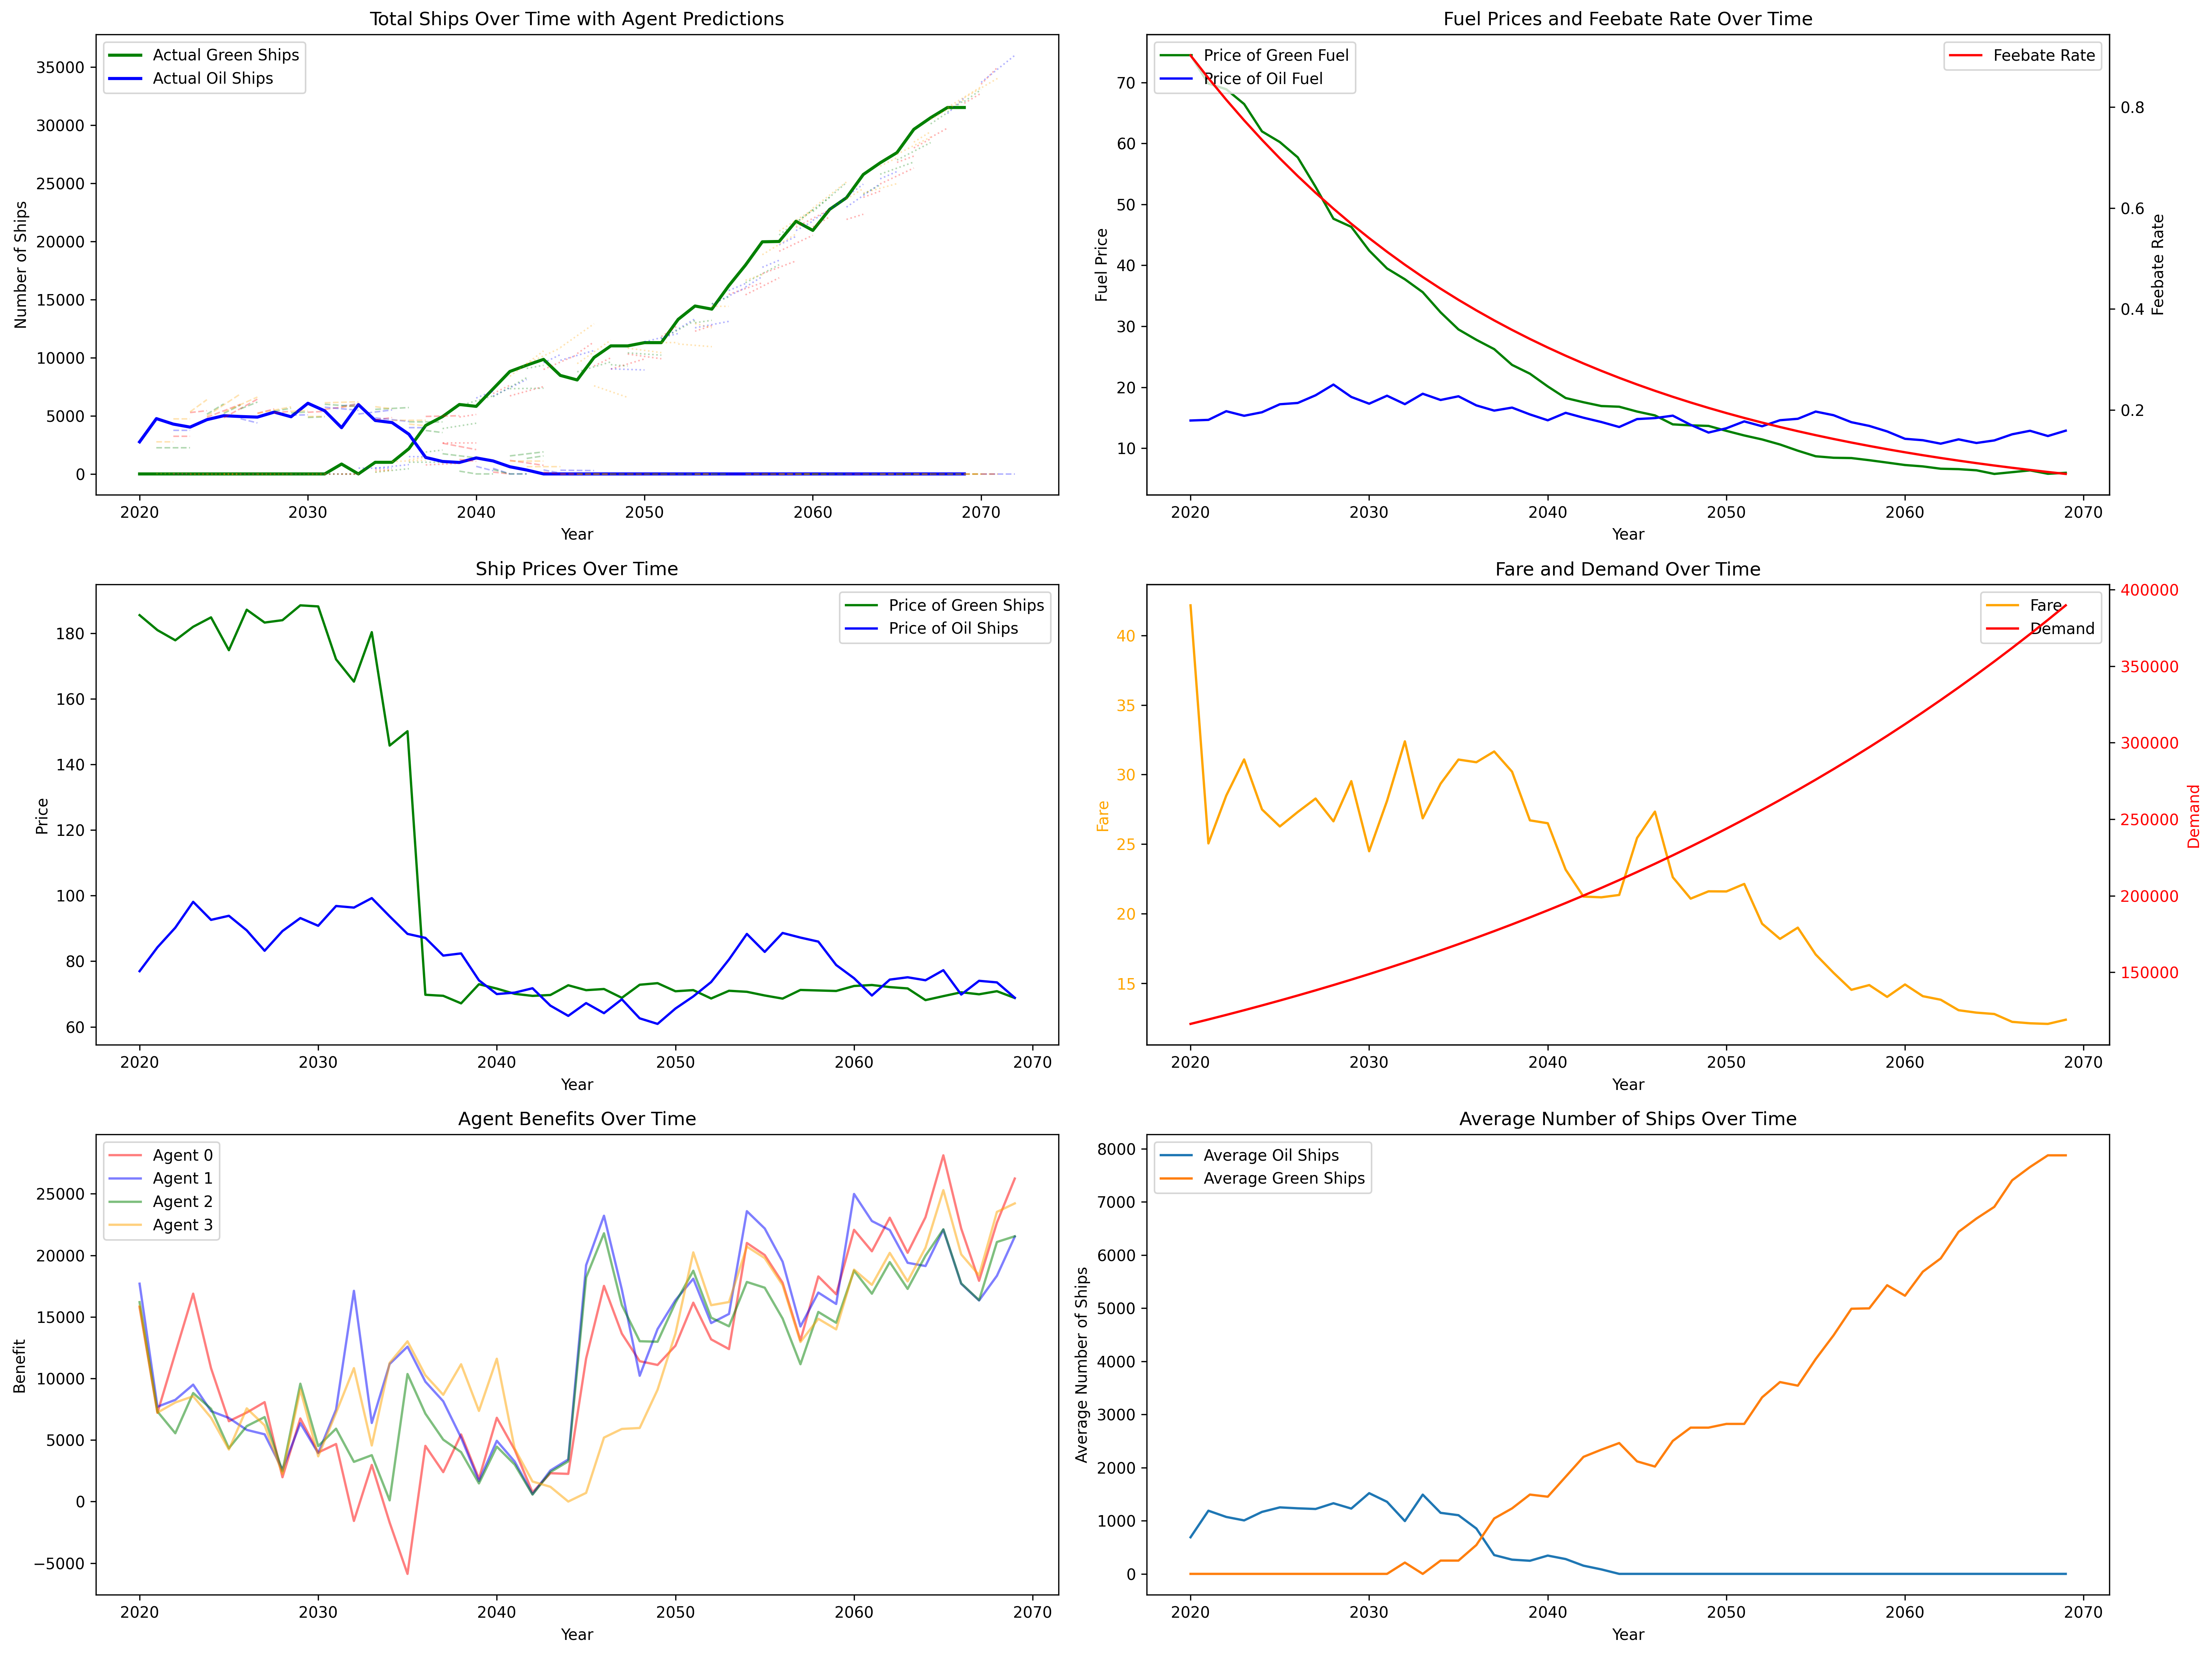 Total Ships Over Time with Agent Predictions
Actual Green Ships
Actual Oil Ships
35000
30000
25000
20000
15000
10000
5000
0
Number of Ships
2020 2030 2040 2050 2060 2070
Year
Fuel Prices and Feebate Rate Over Time
Price of Green Fuel
Price of Oil Fuel
Feebate Rate
70
60
50
40
30
20
10
Fuel Price
0.8
0.6
0.4
0.2
Feebate Rate
2020 2030 2040 2050 2060 2070
Year
Ship Prices Over Time
Price of Green Ships
Price of Oil Ships
180
160
140
120
100
80
60
Price
2020 2030 2040 2050 2060 2070
Year
Fare and Demand Over Time
Fare
Demand
40
35
30
25
20
15
Fare
400000
350000
300000
250000
200000
150000
Demand
2020 2030 2040 2050 2060 2070
Year
Agent Benefits Over Time
Agent 0
Agent 1
Agent 2
Agent 3
25000
20000
15000
10000
5000
0
−5000
Benefit
2020 2030 2040 2050 2060 2070
Year
Average Number of Ships Over Time
Average Oil Ships
Average Green Ships
8000
7000
6000
5000
4000
3000
2000
1000
0
Average Number of Ships
2020 2030 2040 2050 2060 2070
Year